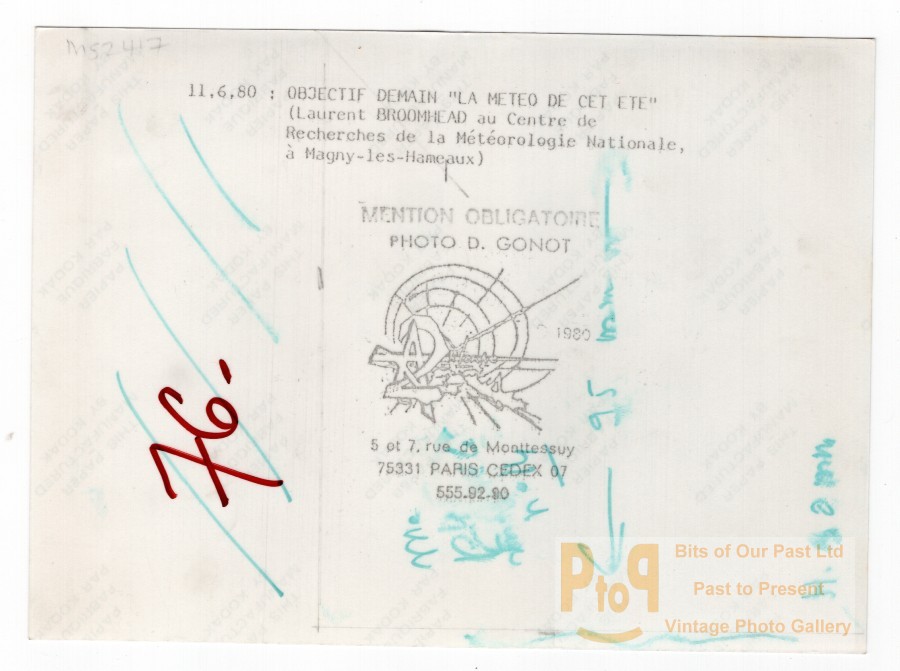 MS2417
11.6.80 : OBJECTIF DEMAIN "LA METEO DE CET ETE"
(Laurent BROOMHEAD au Centre de
Recherches de la Météorologie Nationale,
à Magny-les-Hameaux)
MENTION OBLIGATOIRE
PHOTO D. GONOT
1980
5 et 7, rue de Monttessuy
75331 PARIS CEDEX 07
555.92.90
76.
95 mm
PtoP
Bits of Our Past Ltd
Past to Present
Vintage Photo Gallery